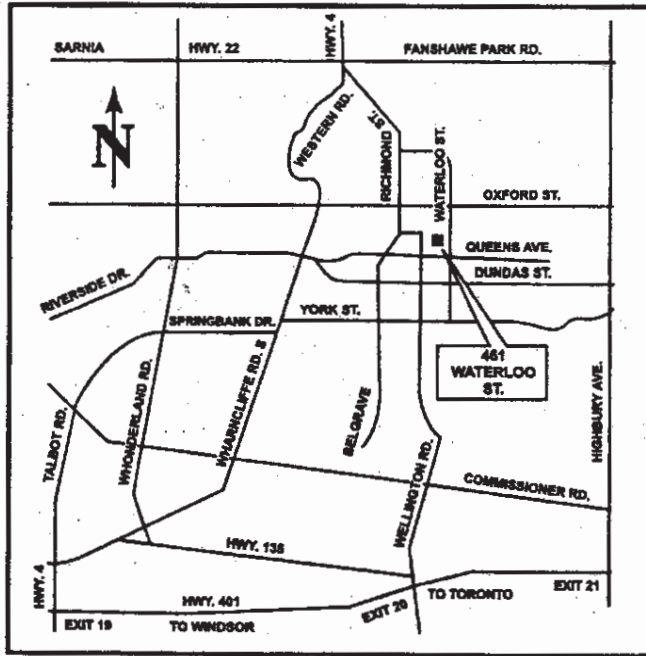 SARNIA
HWY. 22
HWY. 4
FANSHAWE PARK RD.
N
WESTERN RD.
ST.
RICHMOND
WATERLOO ST.
OXFORD ST.
QUEENS AVE.
DUNDAS ST.
RIVERSIDE DR.
SPRINGBANK DR.
YORK ST.
461
WATERLOO
ST.
TALBOT RD.
WHONDERLAND RD.
WHARNCLIFFE RD. S
BELGRAVE
WELLINGTON RD.
HIGHBURY AVE.
COMMISSIONER RD.
HWY. 135
HWY. 4
HWY. 401
EXIT 19
TO WINDSOR
EXIT 20
TO TORONTO
EXIT 21